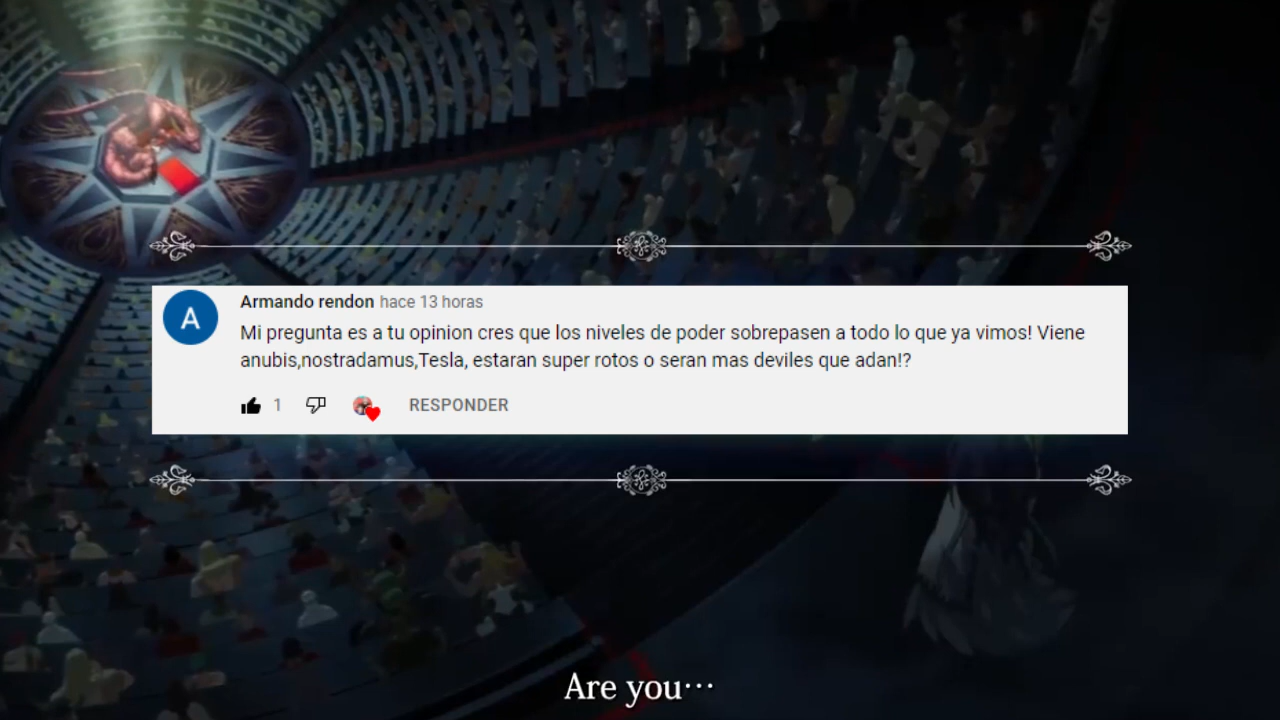 A
Armando rendon hace 13 horas
Mi pregunta es a tu opinion cres que los niveles de poder sobrepasen a todo lo que ya vimos! Viene
anubis,nostradamus,Tesla, estaran super rotos o seran mas deviles que adan!?
1
RESPONDER
Are you···